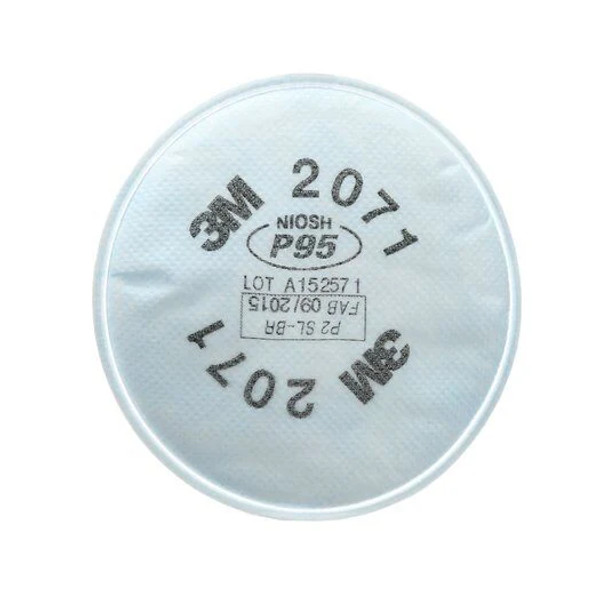 3M 2071
NIOSH
P95
LOT A152571
FAB 09/2015
P2 SL-BR
3M 2071